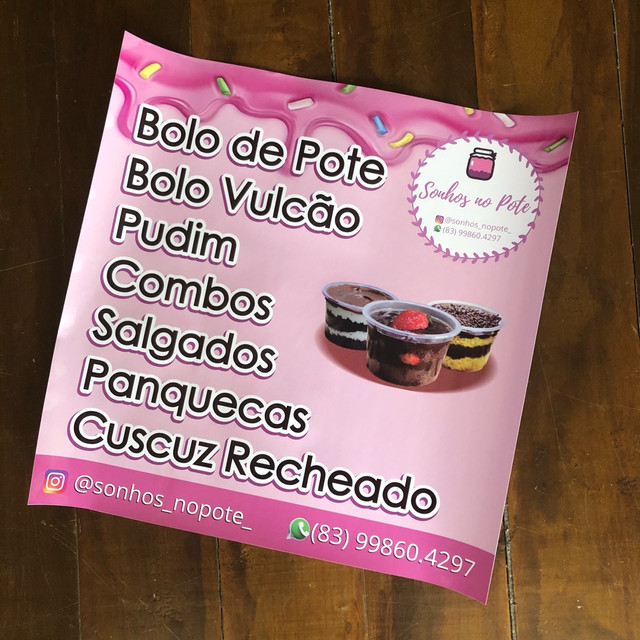 Bolo de Pote
Bolo Vulcão
Pudim
Combos
Salgados
Panquecas
Cuscuz Recheado
Sonhos no Pote
@sonhos_nopote_
(83) 99860.4297
@sonhos_nopote_
(83) 99860.4297